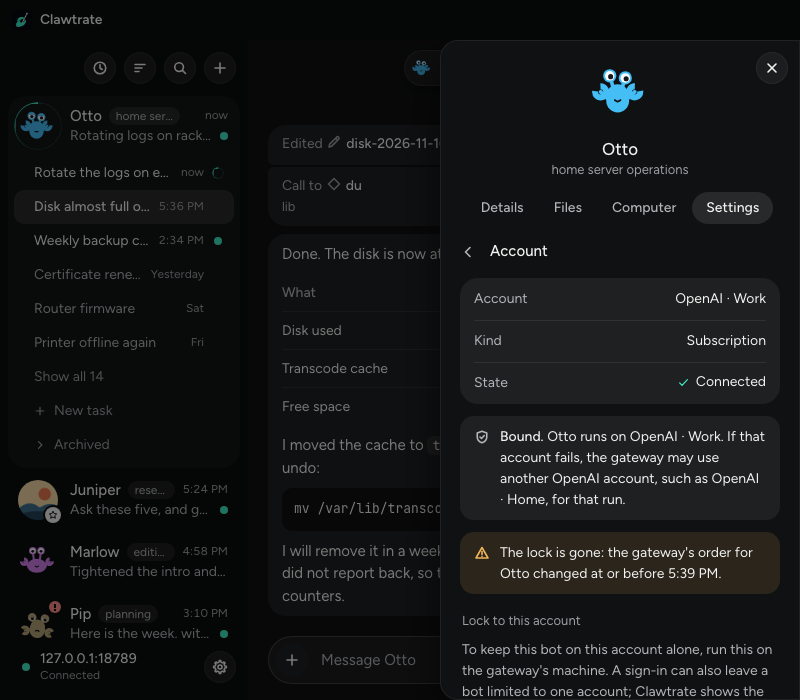 Clawtrate
Otto
home ser...
now
Rotating logs on rack...
Rotate the logs on e...
now
Disk almost full o...
5:36 PM
Weekly backup c...
2:34 PM
Certificate rene...
Yesterday
Router firmware
Sat
Printer offline again
Fri
Show all 14
New task
Archived
Juniper
rese...
5:24 PM
Ask these five, and g...
Marlow
editi...
4:58 PM
Tightened the intro and...
Pip
planning
3:10 PM
Here is the week. wit...
127.0.0.1:18789
Connected
Edited
disk-2026-11-1
Call to
du
lib
Done. The disk is now at
What
Disk used
Transcode cache
Free space
I moved the cache to
undo:
mv /var/lib/transco
I will remove it in a week
did not report back, so t
counters.
Message Otto
Otto
home server operations
Details
Files
Computer
Settings
Account
Account
OpenAI · Work
Kind
Subscription
State
Connected
Bound. Otto runs on OpenAI · Work. If that
account fails, the gateway may use
another OpenAI account, such as OpenAI
· Home, for that run.
The lock is gone: the gateway's order for
Otto changed at or before 5:39 PM.
Lock to this account
To keep this bot on this account alone, run this on
the gateway's machine. A sign-in can also leave a
bot limited to one account; Clawtrate shows the